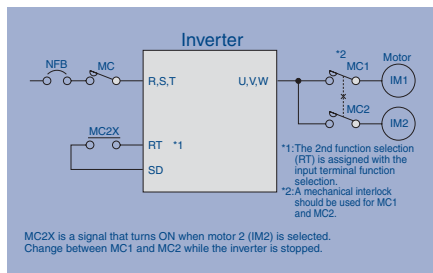 Inverter
NFB
MC
R,S,T
U,V,W
*2
MC1
Motor
IM1
MC2
IM2
MC2X
RT
*1
SD
*1:The 2nd function selection
(RT) is assigned with the
input terminal function
selection.
*2:A mechanical interlock
should be used for MC1
and MC2.
MC2X is a signal that turns ON when motor 2 (IM2) is selected.
Change between MC1 and MC2 while the inverter is stopped.